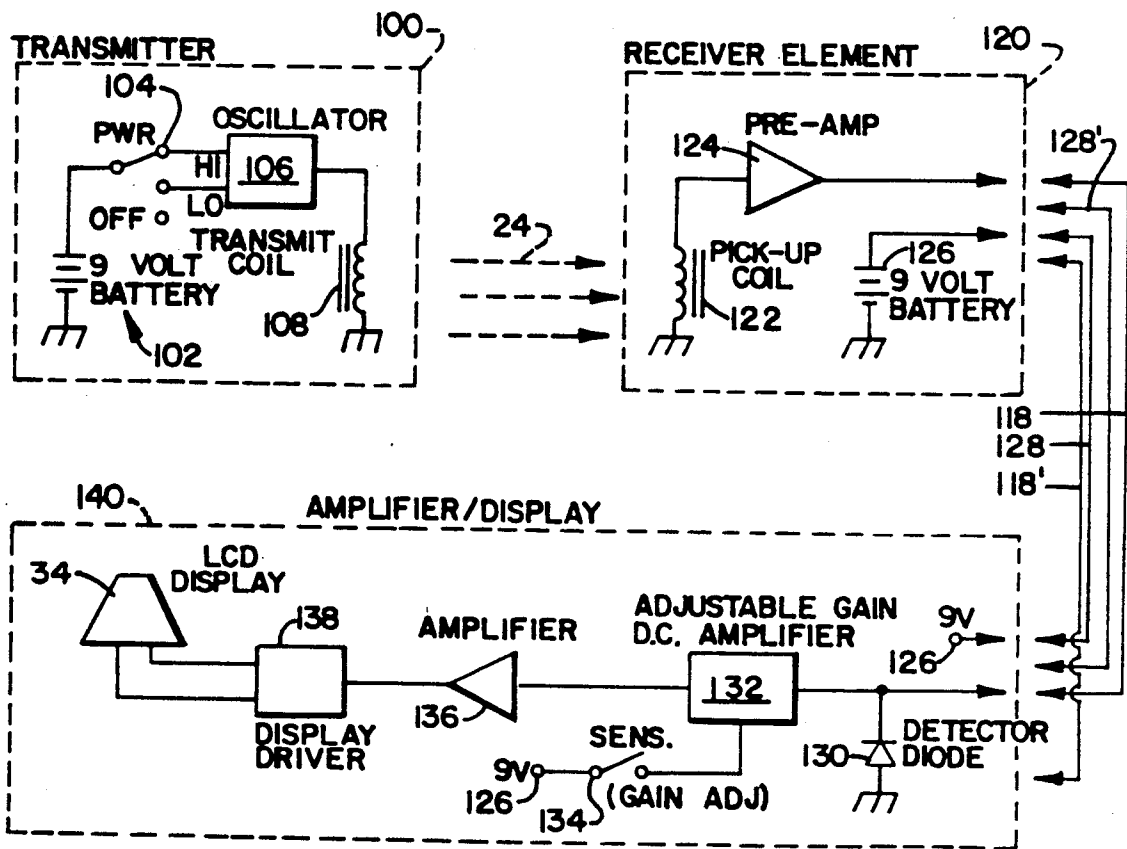 TRANSMITTER
100
104
PWR
OSCILLATOR
HI
106
LO
OFF
TRANSMIT
COIL
9 VOLT
BATTERY
108
102
24
RECEIVER ELEMENT
120
PRE-AMP
124
128'
PICK-UP
COIL
122
126
9 VOLT
BATTERY
118
128
118'
140
AMPLIFIER/DISPLAY
34
LCD
DISPLAY
138
DISPLAY
DRIVER
AMPLIFIER
136
ADJUSTABLE GAIN
D.C. AMPLIFIER
132
9V
126
SENS.
9V
126
134
(GAIN ADJ)
130
DETECTOR
DIODE